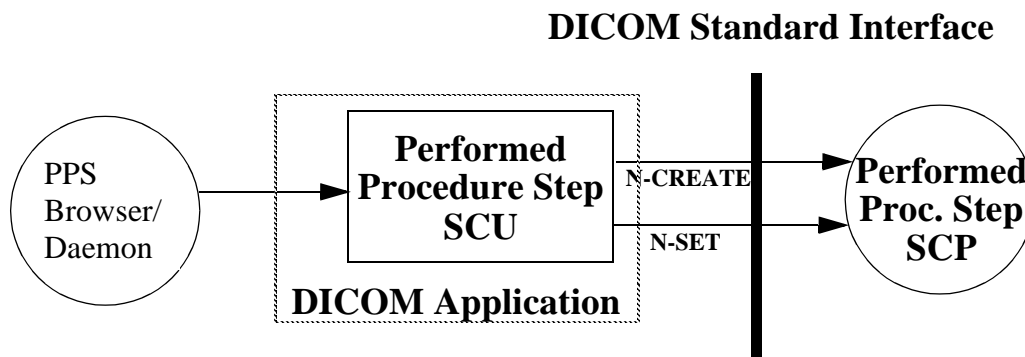 DICOM Standard Interface
PPS
Browser/
Daemon
Performed
Procedure Step
SCU
DICOM Application
N-CREATE
N-SET
Performed
Proc. Step
SCP